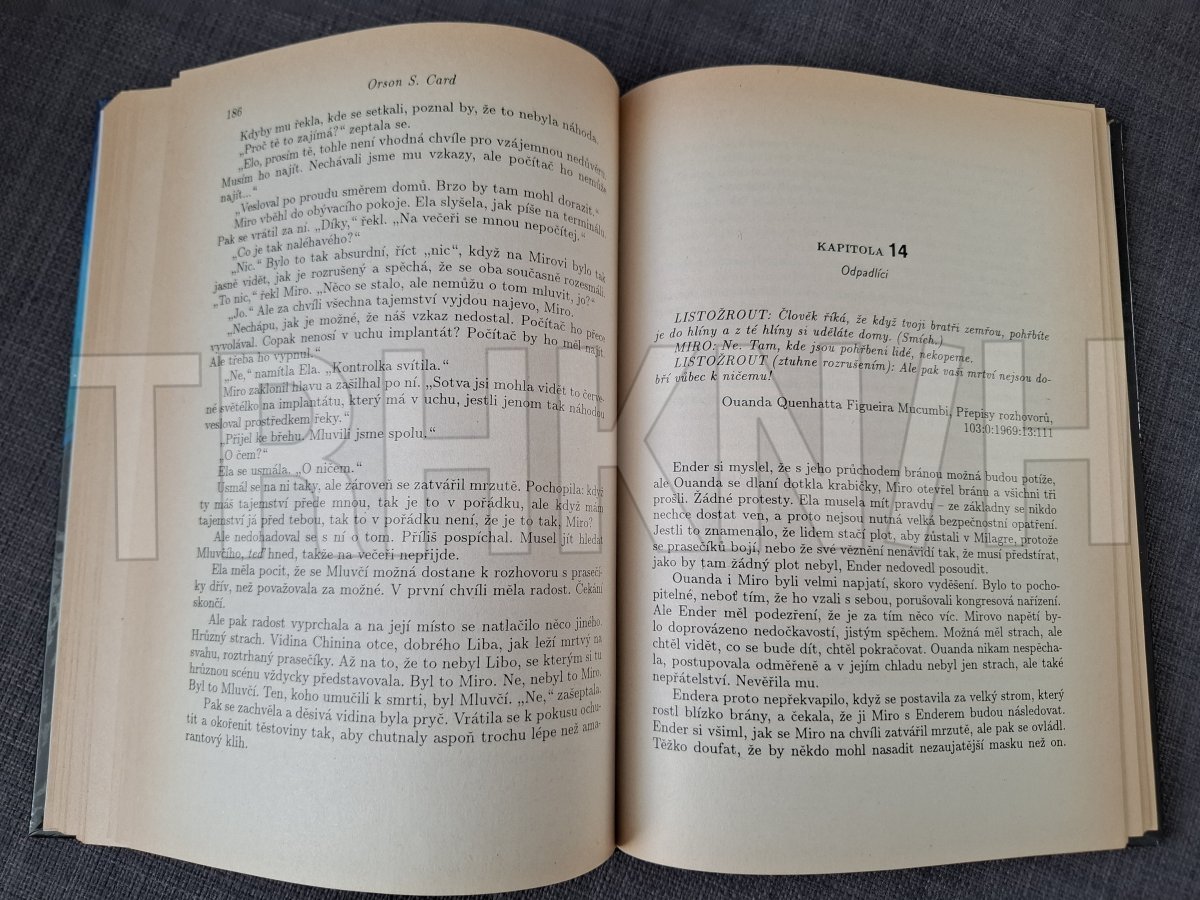 Orson S. Card
186
Kdyby mu řekla, kde se setkali, poznal by, že to nebyla náhoda.
„Proč tě to zajímá?“ zeptala se.
„Elo, prosím tě, tohle není vhodná chvíle pro vzájemnou nedůvěru.
Musím ho najít. Nechávali jsme mu vzkazy, ale počítač ho nemůže
najít...“
„Vesloval po proudu směrem domů. Brzo by tam mohl dorazit.“
Miro vběhl do obývacího pokoje. Ela slyšela, jak píše na terminálu.
Pak se vrátil za ní. „Díky,“ řekl. „Na večeři se mnou nepočítej.“
„Co je tak naléhavého?“
„Nic.“ Bylo to tak absurdní, říct „nic“, když na Mirovi bylo tak
jasně vidět, jak je rozrušený a spěchá, že se oba současně rozesmáli.
„To nic,“ řekl Miro. „Něco se stalo, ale nemůžu o tom mluvit, jo?“
„Jo.“ Ale za chvíli všechna tajemství vyjdou najevo, Miro.
„Nechápu, jak je možné, že náš vzkaz nedostal. Počítač ho přece
vyvolával. Copak nenosí v uchu implantát? Počítač by ho měl najít
Ale třeba ho vypnul.“
„Ne,“ namítla Ela. „Kontrolka svítila.“
Miro zaklonil hlavu a zašilhal po ní. „Sotva jsi mohla vidět to červe-
né světélko na implantátu, který má v uchu, jestli jenom tak náhodou
vesloval prostředkem řeky.“
„Přijel ke břehu. Mluvili jsme spolu.“
„O čem?“
Ela se usmála. „O ničem.“
Usmál se na ni taky, ale zároveň se zatvářil mrzutě. Pochopila: když
ty máš tajemství přede mnou, tak je to v pořádku, ale když mám
tajemství já před tebou, tak to v pořádku není, že je to tak, Miro?
Ale nedohadoval se s ní o tom. Příliš pospíchal. Musel jít hledat
Mluvčího, teď hned, takže na večeři nepřijde.
Ela měla pocit, že se Mluvčí možná dostane k rozhovoru s prasečí-
ky dřív, než považovala za možné. V první chvíli měla radost. Čekání
skončí.
Ale pak radost vyprchala a na její místo se natlačilo něco jiného.
Hrůzný strach. Vidina Chinina otce, dobrého Liba, jak leží mrtvý na
svahu, roztrhaný prasečíky. Až na to, že to nebyl Libo, se kterým si tu
hrůznou scénu vždycky představovala. Byl to Miro. Ne, nebyl to Miro.
Byl to Mluvčí. Ten, koho umučili k smrti, byl Mluvčí. „Ne,“ zašeptala.
Pak se zachvěla a děsivá vidina byla pryč. Vrátila se k pokusu ochu-
tit a okořenit těstoviny tak, aby chutnaly aspoň trochu lépe než ama-
rantový klih.
KAPITOLA 14
Odpadlíci
LISTOŽROUT: Člověk říká, že když tvoji bratři zemřou, pohřbíte
je do hlíny a z té hlíny si uděláte domy. (Smích.)
MIRO: Ne. Tam, kde jsou pohřbeni lidé, nekopeme.
LISTOŽROUT (ztuhne rozrušením): Ale pak vaši mrtví nejsou do-
bří vůbec k ničemu!
Ouanda Quenhatta Figueira Mucumbi, Přepisy rozhovorů,
103:0:1969:13:111
Ender si myslel, že s jeho průchodem bránou možná budou potíže,
ale Ouanda se dlaní dotkla krabičky, Miro otevřel bránu a všichni tři
prošli. Žádné protesty. Ela musela mít pravdu – ze základny se nikdo
nechce dostat ven, a proto nejsou nutná velká bezpečnostní opatření.
Jestli to znamenalo, že lidem stačí plot, aby zůstali v Milagre, protože
se prasečíků bojí, nebo že své věznění nenávidí tak, že musí předstírat,
jako by tam žádný plot nebyl, Ender nedovedl posoudit.
Ouanda i Miro byli velmi napjatí, skoro vyděšení. Bylo to pocho-
pitelné, neboť tím, že ho vzali s sebou, porušovali kongresová nařízení.
Ale Ender měl podezření, že je za tím něco víc. Mirovo napětí by-
lo doprovázeno nedočkavostí, jistým spěchem. Možná měl strach, ale
chtěl vidět, co se bude dít, chtěl pokračovat. Ouanda nikam nespěcha-
la, postupovala odměřeně a v jejím chladu nebyl jen strach, ale také
nepřátelství. Nevěřila mu.
Endera proto nepřekvapilo, když se postavila za velký strom, který
rostl blízko brány, a čekala, že ji Miro s Enderem budou následovat.
Ender si všiml, jak se Miro na chvíli zatvářil mrzutě, ale pak se ovládl.
Těžko doufat, že by někdo mohl nasadit nezaujatější masku než on.
TRHKNIH